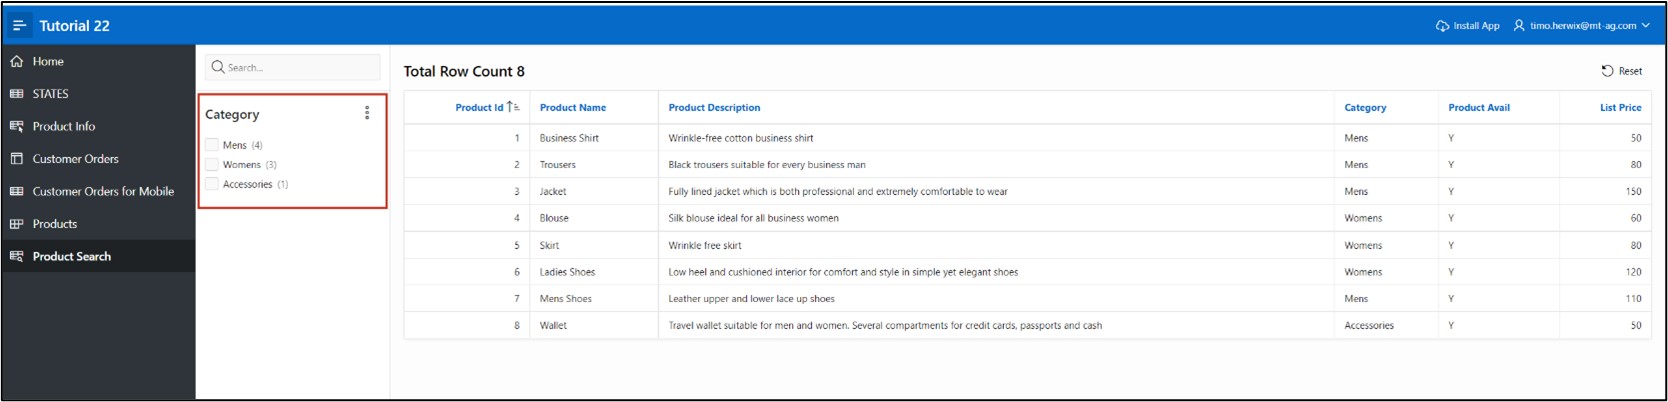 Tutorial 22
Install App timo.herwix@mt-ag.com
Home
STATES
Product Info
Customer Orders
Customer Orders for Mobile
Products
Product Search
Search...
Category
Mens (4)
Womens (3)
Accessories (1)
Total Row Count 8
Reset
Product Id Product Name Product Description Category Product Avail List Price
1 Business Shirt Wrinkle-free cotton business shirt Mens Y 50
2 Trousers Black trousers suitable for every business man Mens Y 80
3 Jacket Fully lined jacket which is both professional and extremely comfortable to wear Mens Y 150
4 Blouse Silk blouse ideal for all business women Womens Y 60
5 Skirt Wrinkle free skirt Womens Y 80
6 Ladies Shoes Low heel and cushioned interior for comfort and style in simple yet elegant shoes Womens Y 120
7 Mens Shoes Leather upper and lower lace up shoes Mens Y 110
8 Wallet Travel wallet suitable for men and women. Several compartments for credit cards, passports and cash Accessories Y 50